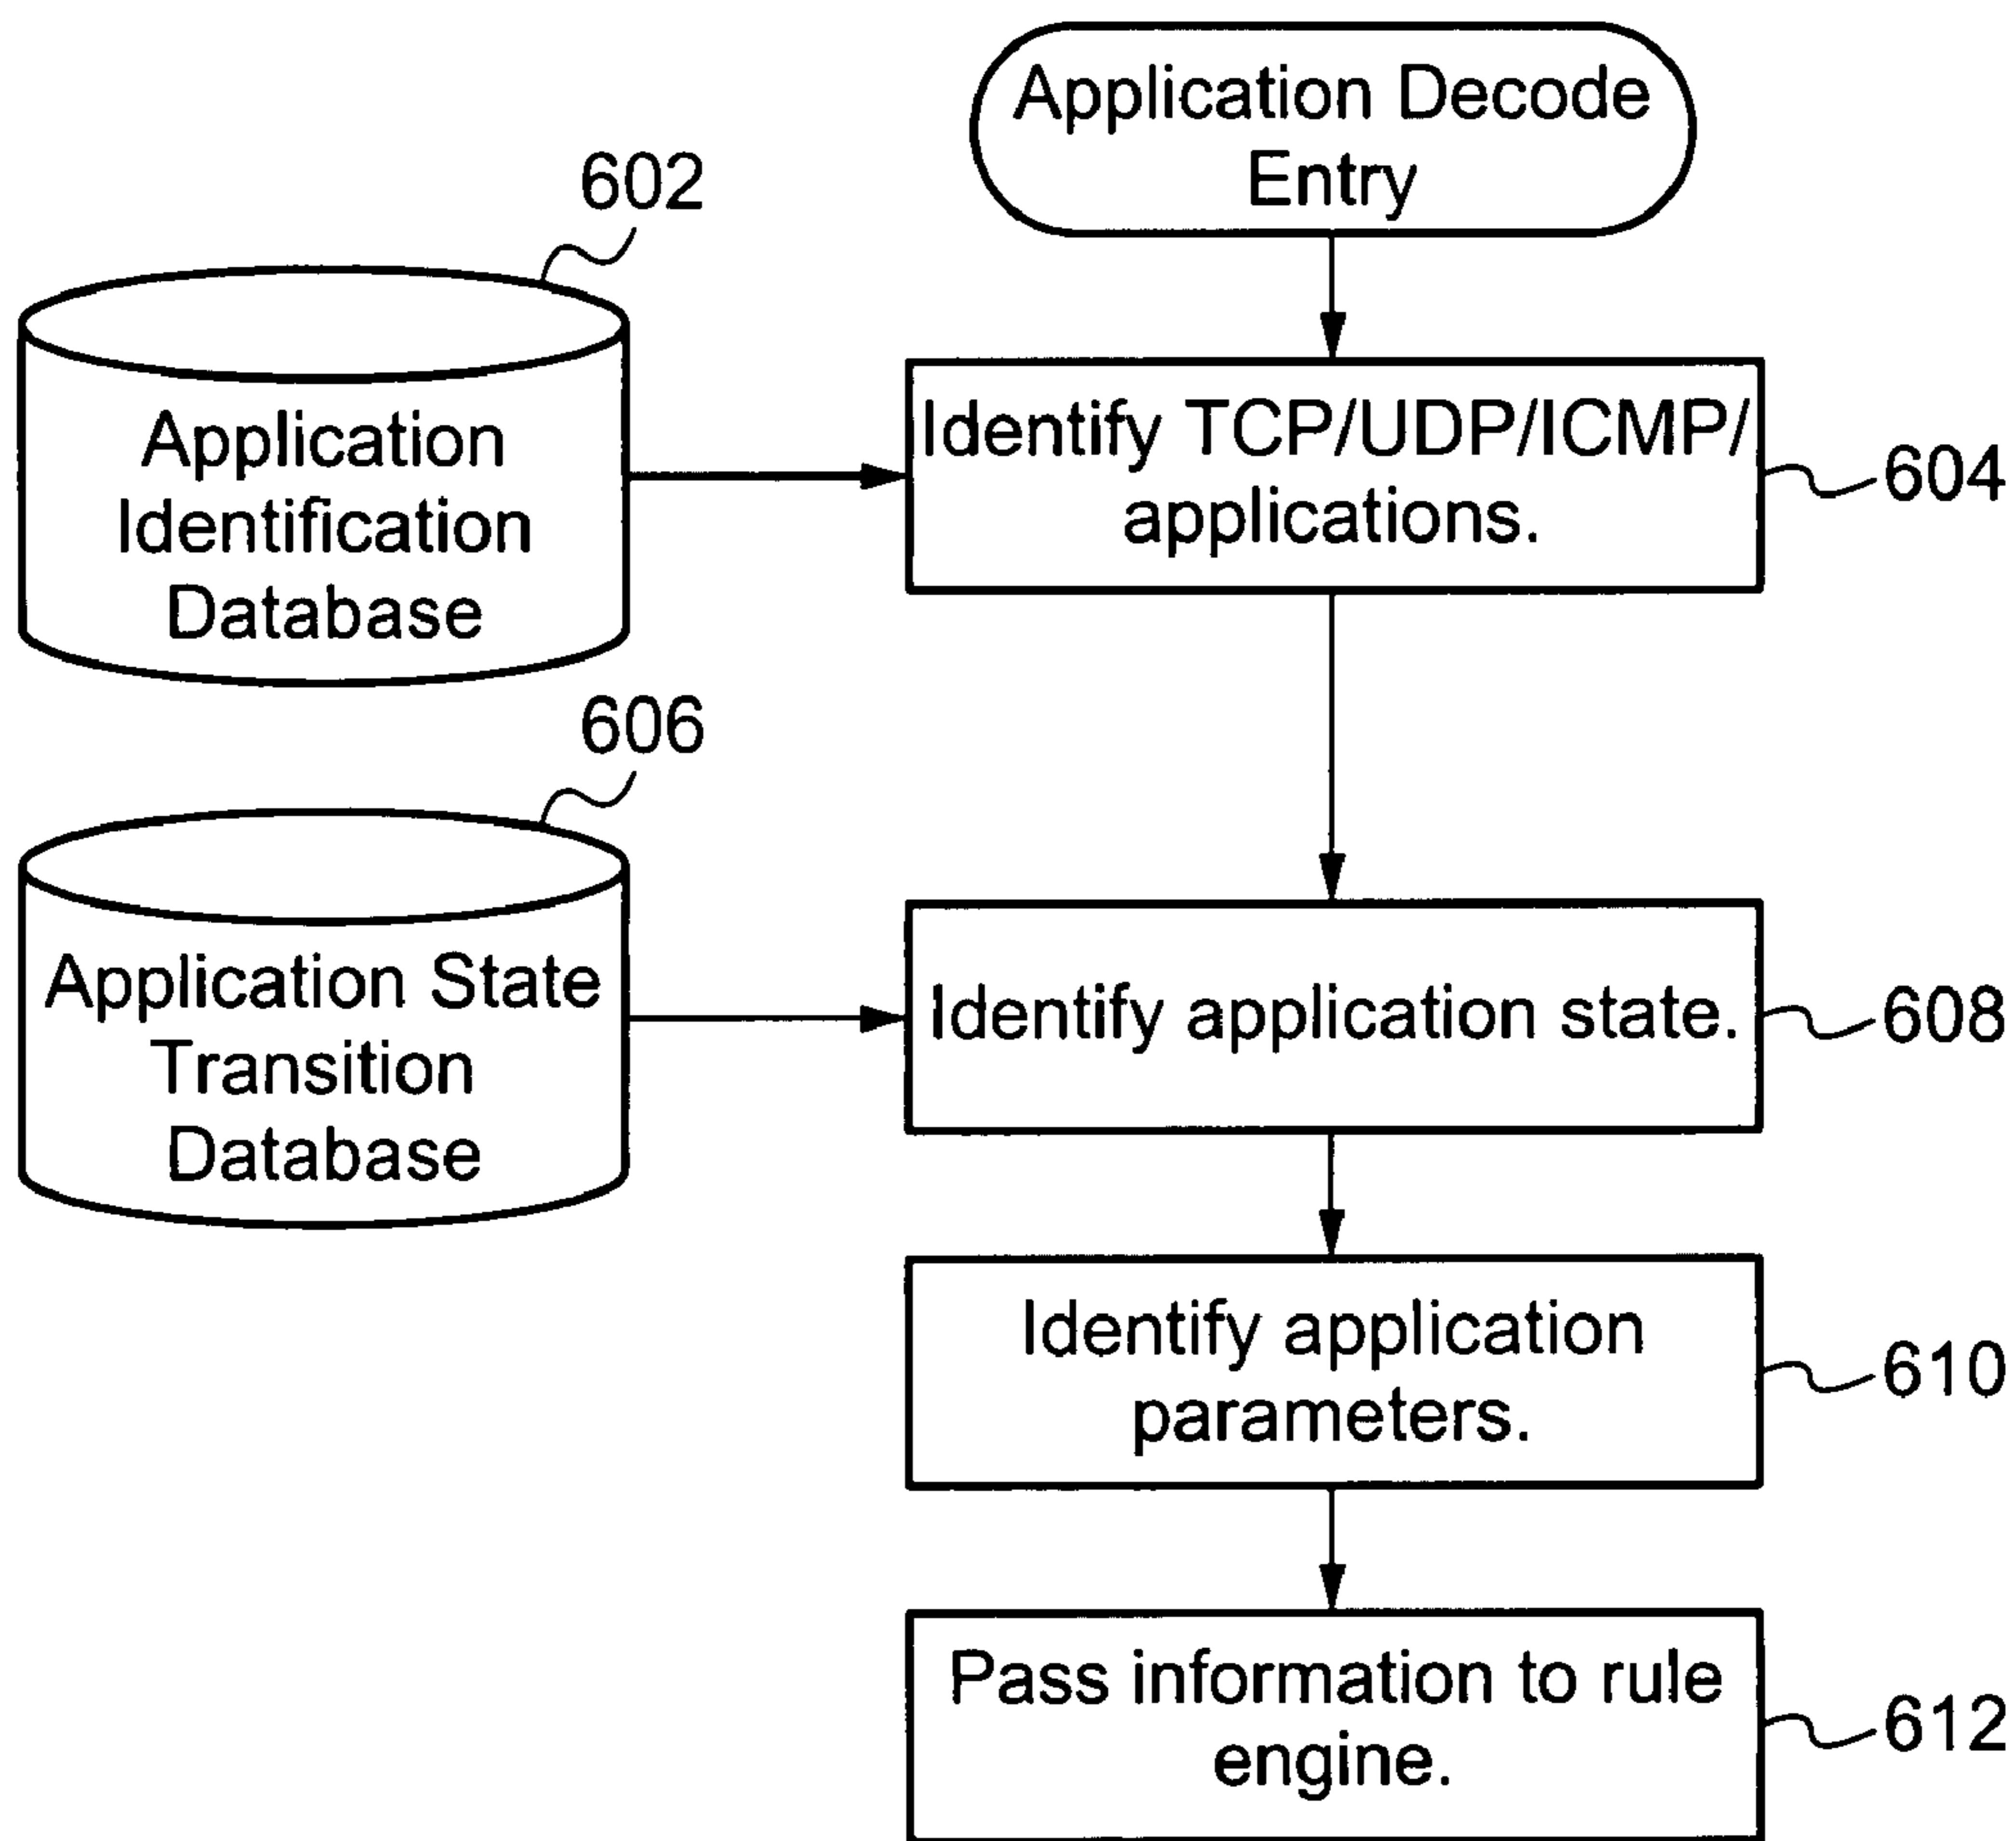 Application Decode
Entry
602
Application
Identification
Database
Identify TCP/UDP/ICMP/
applications.
604
606
Application State
Transition
Database
Identify application state.
608
Identify application
parameters.
610
Pass information to rule
engine.
612